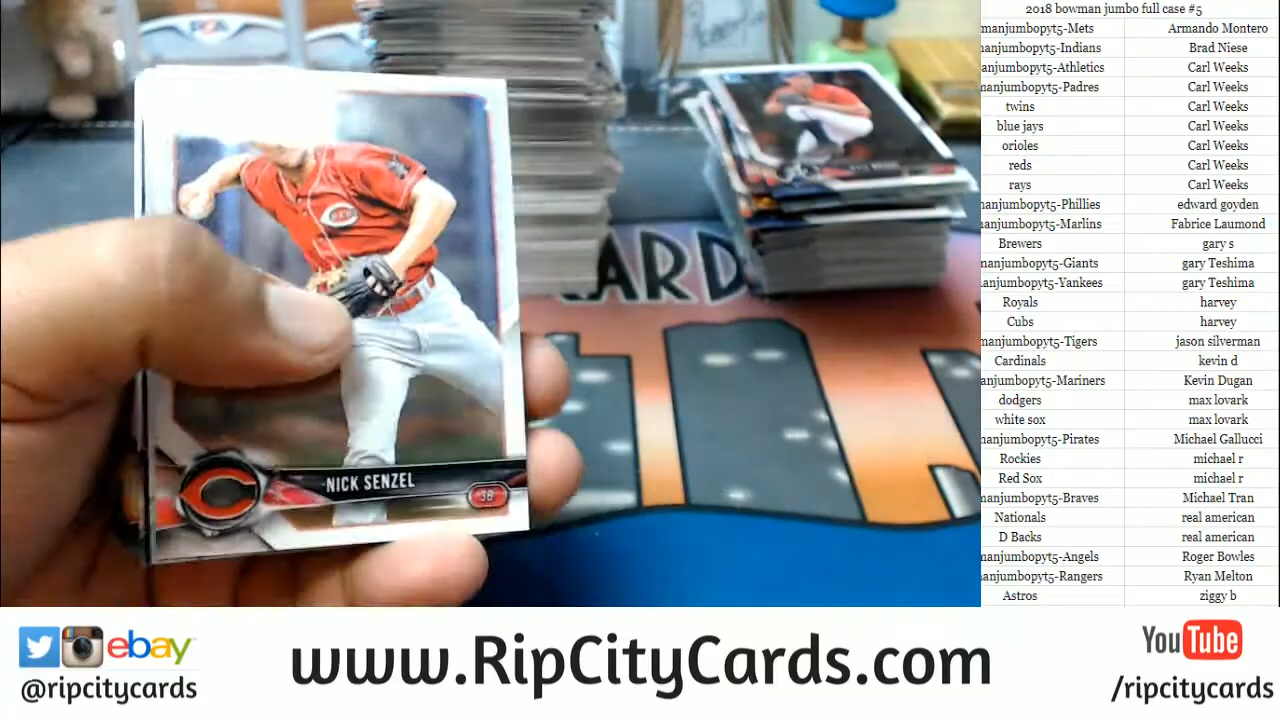 2018 bowman jumbo full case #5
manjumbopyt5-Mets Armando Montero
manjumbopyt5-Indians Brad Niese
anjumbopyt5-Athletics Carl Weeks
manjumbopyt5-Padres Carl Weeks
twins Carl Weeks
blue jays Carl Weeks
orioles Carl Weeks
reds Carl Weeks
rays Carl Weeks
manjumbopyt5-Phillies edward goyden
manjumbopyt5-Marlins Fabrice Laumond
Brewers gary s
manjumbopyt5-Giants gary Teshima
manjumbopyt5-Yankees gary Teshima
Royals harvey
Cubs harvey
manjumbopyt5-Tigers jason silverman
Cardinals kevin d
anjumbopyt5-Mariners Kevin Dugan
dodgers max lovark
white sox max lovark
manjumbopyt5-Pirates Michael Gallucci
Rockies michael r
Red Sox michael r
manjumbopyt5-Braves Michael Tran
Nationals real american
D Backs real american
manjumbopyt5-Angels Roger Bowles
manjumbopyt5-Rangers Ryan Melton
Astros ziggy b
ARD
NICK SENZEL
38
ebay
@ripcitycards
www.RipCityCards.com
YouTube
/ripcitycards